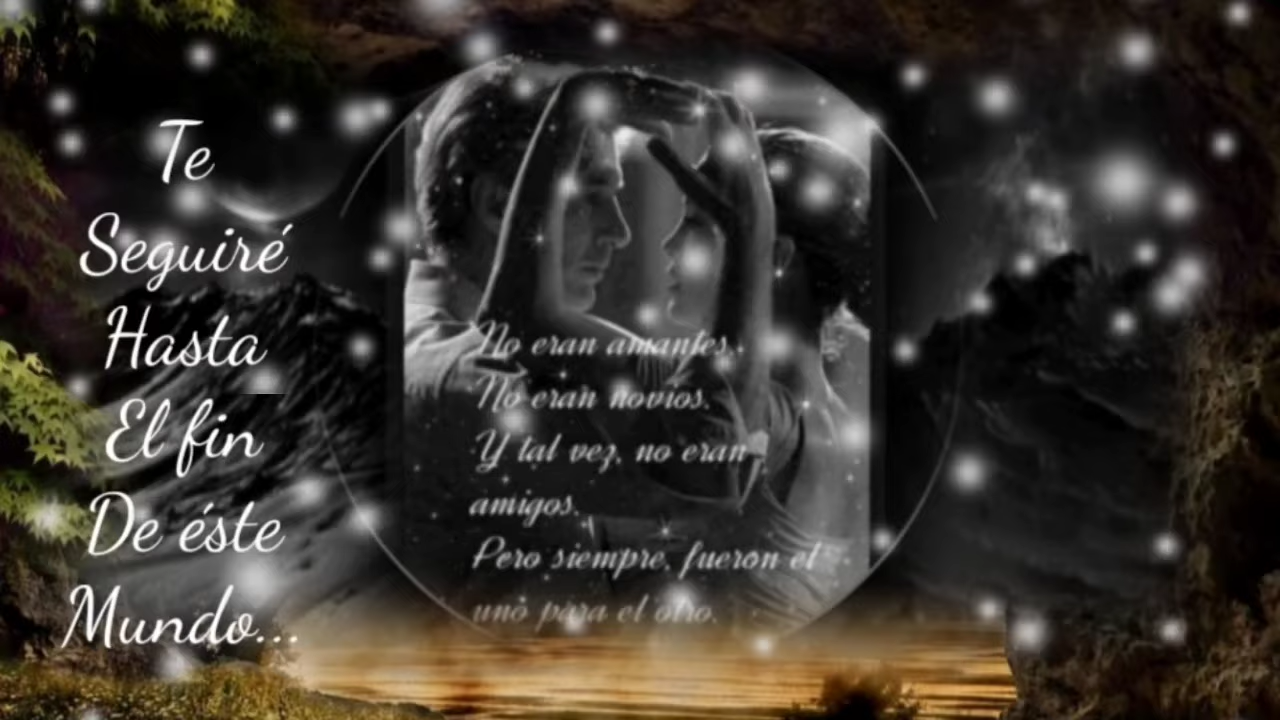 Te
Seguiré
Hasta
El fin
De éste
Mundo...
No eran amantes.
No eran novios.
Y tal vez, no eran
amigos.
Pero siempre, fueron el
uno para el otro.